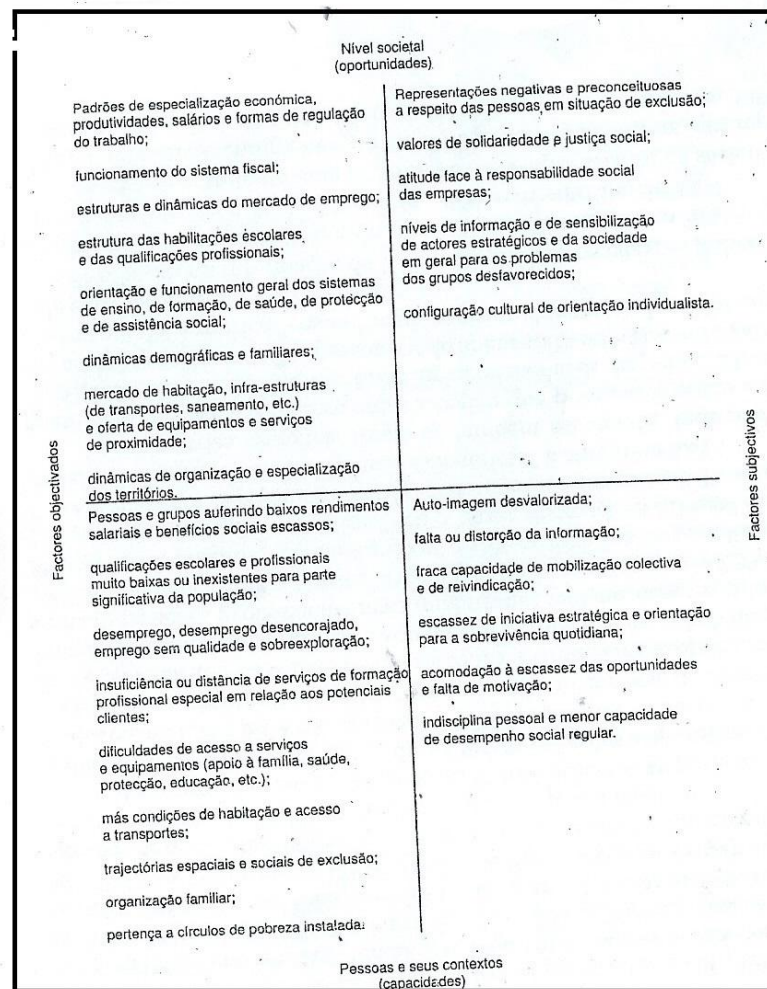 Nível societal
(oportunidades)
Padrões de especialização económica,
produtividades, salários e formas de regulação
do trabalho;
funcionamento do sistema fiscal;
estruturas e dinâmicas do mercado de emprego;
estrutura das habilitações escolares
e das qualificações profissionais;
orientação e funcionamento geral dos sistemas
de ensino, de formação, de saúde, de protecção
e de assistência social;
dinâmicas demográficas e familiares;
mercado de habitação, infra-estruturas
(de transportes, saneamento, etc.)
e oferta de equipamentos e serviços
de proximidade;
dinâmicas de organização e especialização
dos territórios.
Representações negativas e preconceituosas
a respeito das pessoas em situação de exclusão;
valores de solidariedade e justiça social;
atitude face à responsabilidade social
das empresas;
níveis de informação e de sensibilização
de actores estratégicos e da sociedade
em geral para os problemas
dos grupos desfavorecidos;
configuração cultural de orientação individualista.
Factores objectivados
Factores subjectivos
Pessoas e grupos auferindo baixos rendimentos
salariais e benefícios sociais escassos;
qualificações escolares e profissionais
muito baixas ou inexistentes para parte
significativa da população;
desemprego, desemprego desencorajado,
emprego sem qualidade e sobreexploração;
insuficiência ou distância de serviços de formação
profissional especial em relação aos potenciais
clientes;
dificuldades de acesso a serviços
e equipamentos (apoio à família, saúde,
protecção, educação, etc.);
más condições de habitação e acesso
a transportes;
trajectórias espaciais e sociais de exclusão;
organização familiar;
pertença a círculos de pobreza instalada.
Auto-imagem desvalorizada;
falta ou distorção da informação;
fraca capacidade de mobilização colectiva
e de reivindicação;
escassez de iniciativa estratégica e orientação
para a sobrevivência quotidiana;
acomodação à escassez das oportunidades
e falta de motivação;
indisciplina pessoal e menor capacidade
de desempenho social regular.
Pessoas e seus contextos
(capacidades)